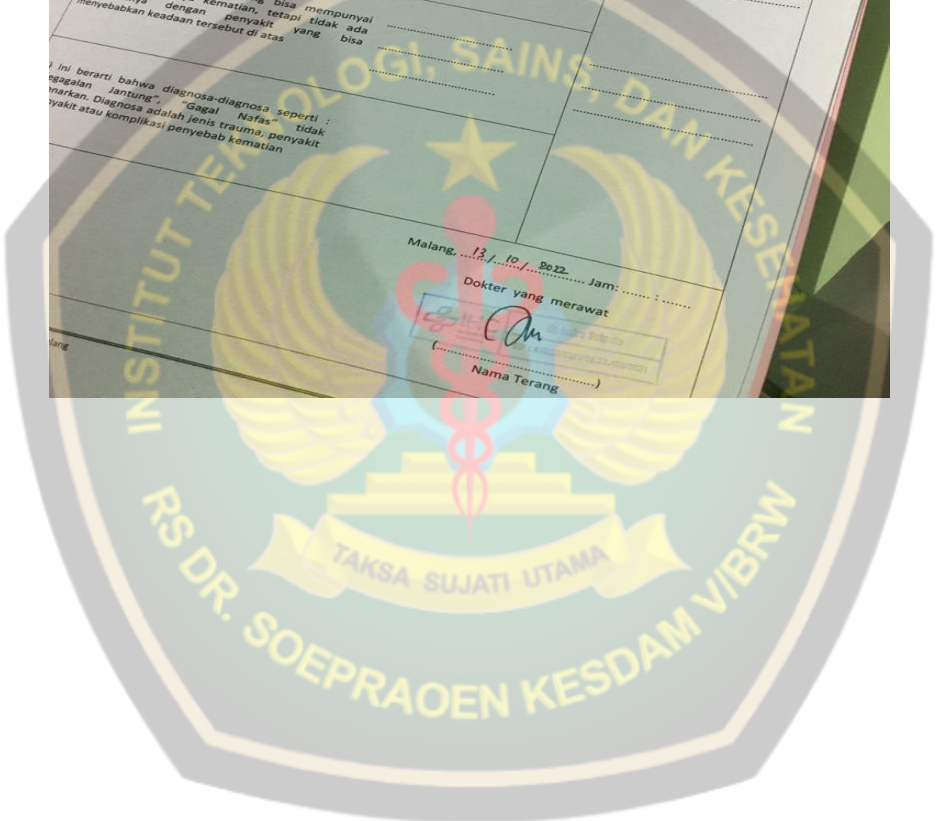 bisa mempunyai
kematian, tetapi tidak ada
dengan penyakit yang bisa
menyebabkan keadaan tersebut di atas
ini berarti bahwa diagnosa-diagnosa seperti :
Jantung", "Gagal Nafas" tidak
Diagnosa adalah jenis trauma, penyakit
atau komplikasi penyebab kematian
Malang, 13/ 10/ 2022 Jam: ...... : ......
Dokter yang merawat
(........................................)
Nama Terang
INSTITUT TEKNOLOGI, SAINS, DAN KESEHATAN
TAKSA SUJATI UTAMA
RS DR. SOEPRAOEN KESDAM V/BRW